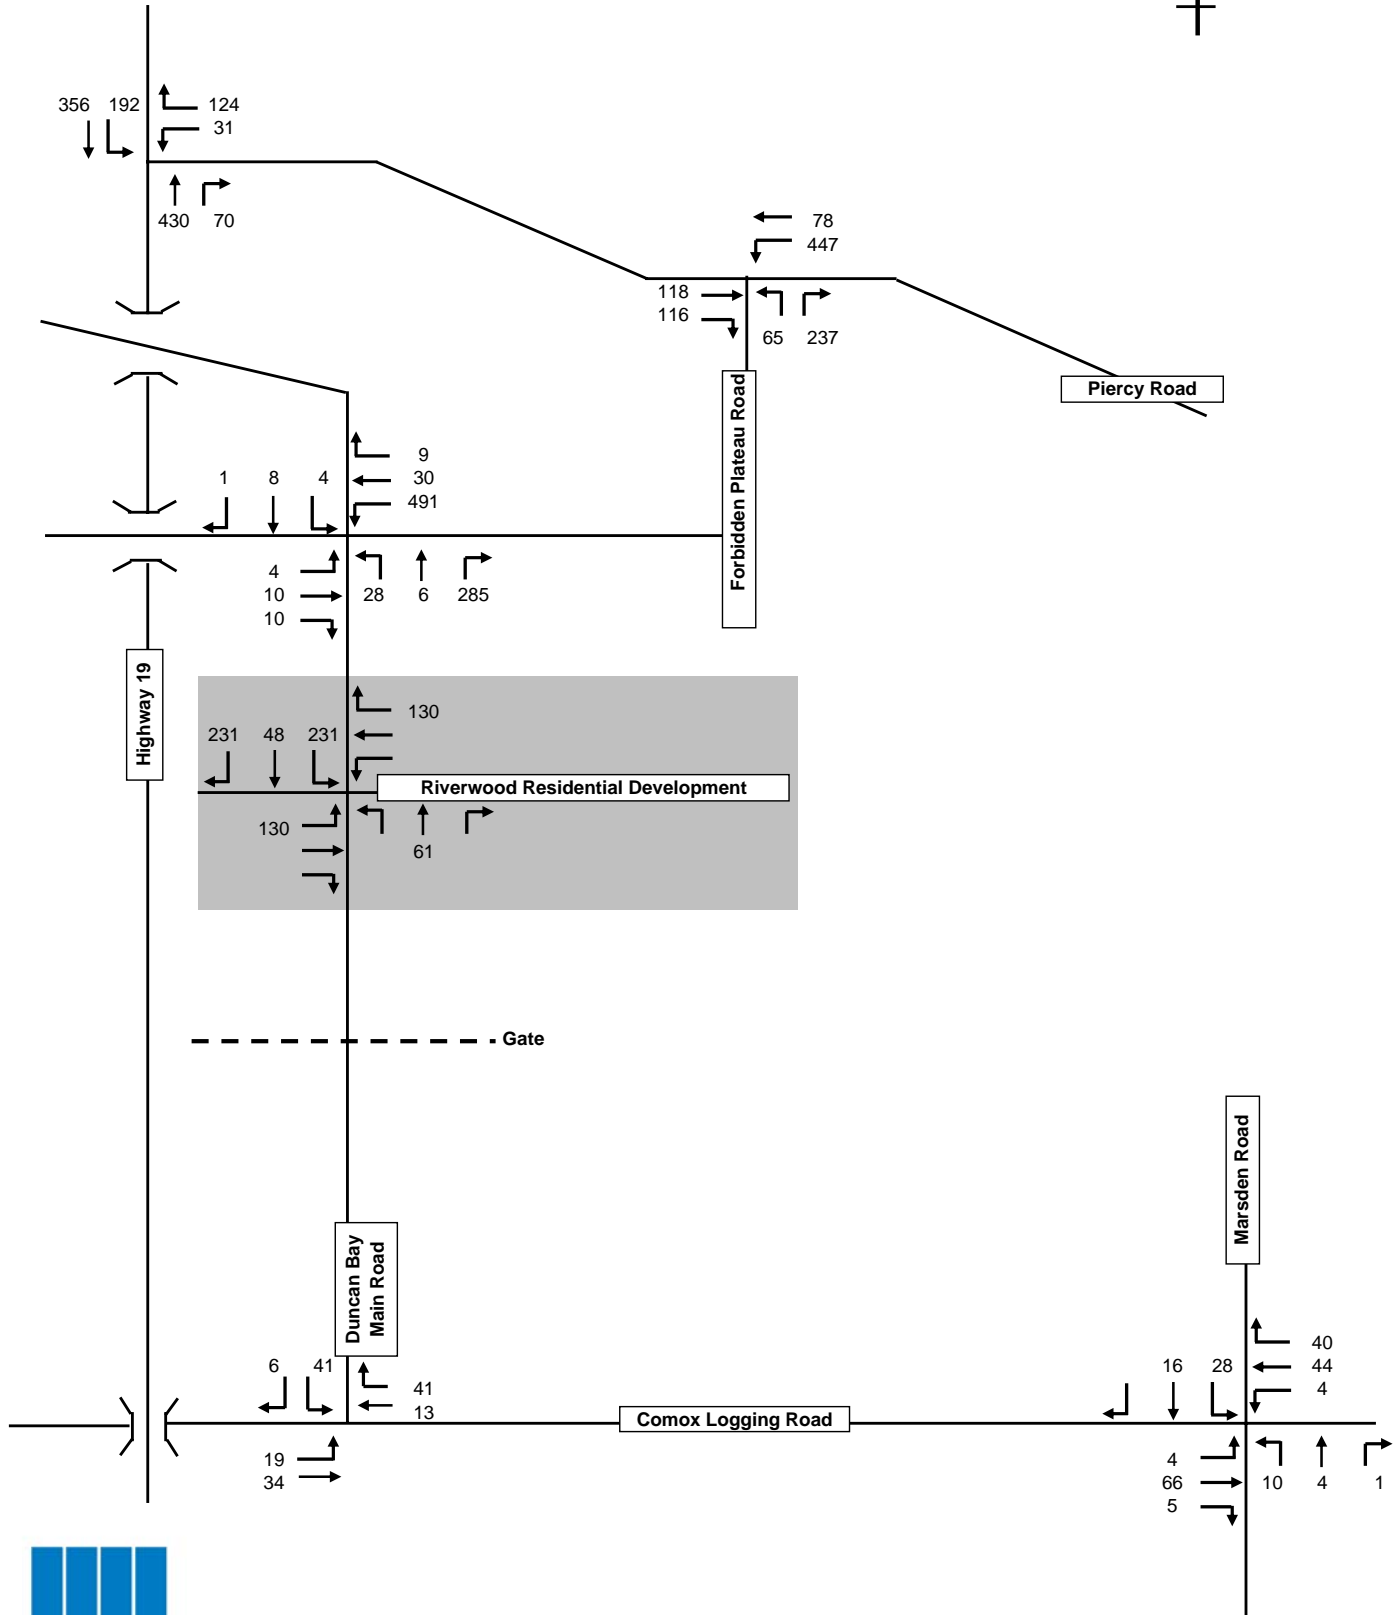 356 192 124
31
430 70
78
447
118
116
65 237
Piercy Road
Forbidden Plateau Road
9
1 8 4 30
491
4
10 28 6 285
10
Highway 19
130
231 48 231
Riverwood Residential Development
130
61
Gate
Marsden Road
Duncan Bay
Main Road
40
6 41 16 28 44
41 4
13
Comox Logging Road
19 4
34 66 10 4 1
5